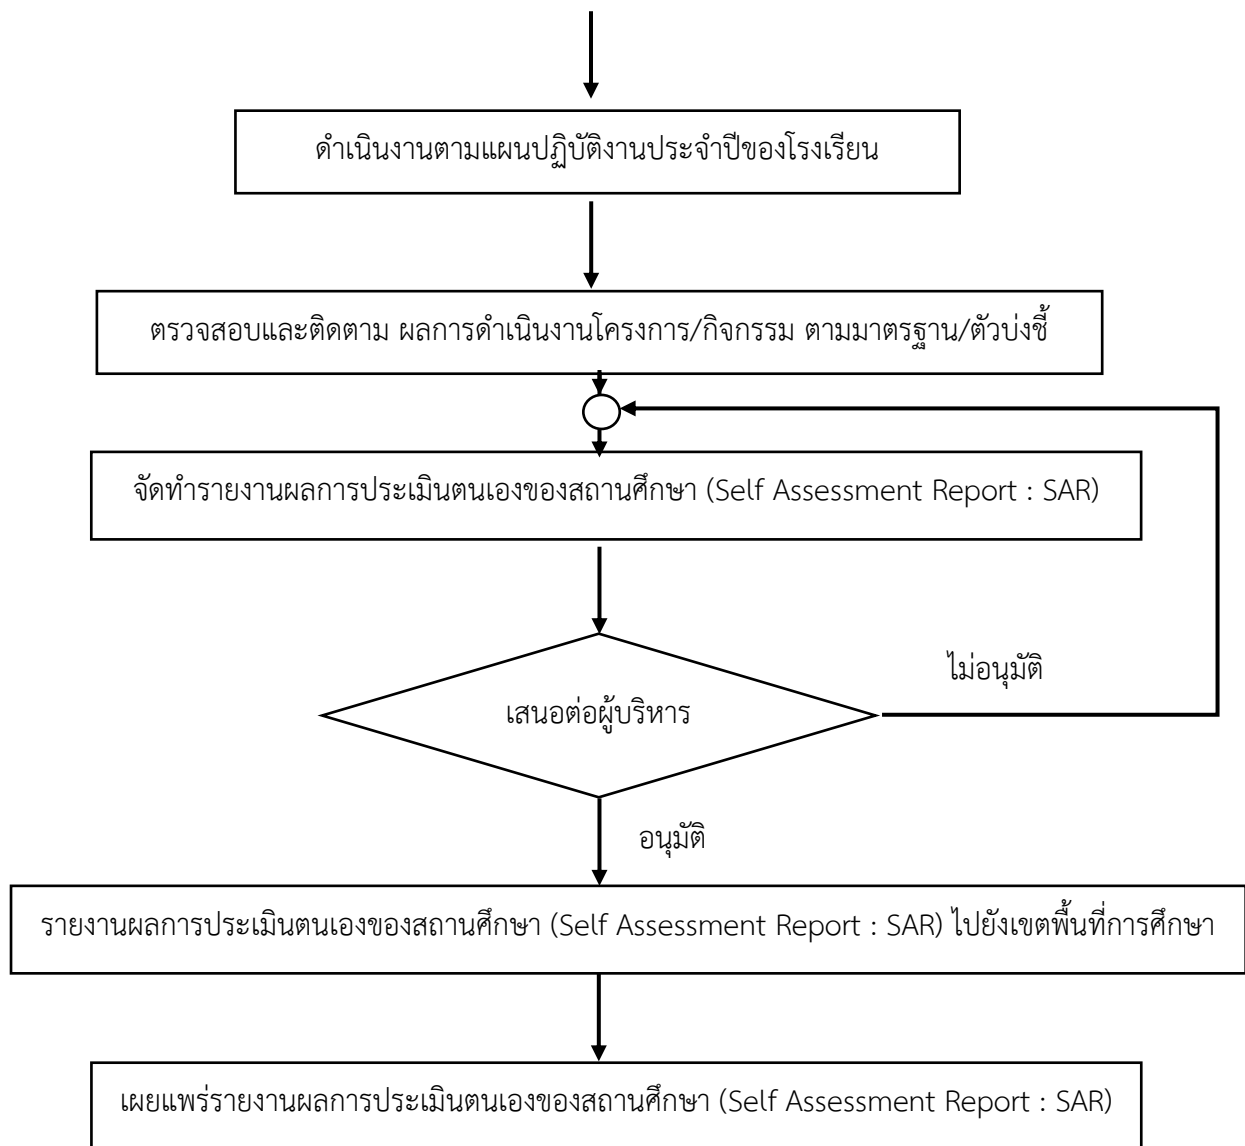 ดำเนินงานตามแผนปฏิบัติงานประจำปีของโรงเรียน
ตรวจสอบและติดตาม ผลการดำเนินงานโครงการ/กิจกรรม ตามมาตรฐาน/ตัวบ่งชี้
จัดทำรายงานผลการประเมินตนเองของสถานศึกษา (Self Assessment Report : SAR)
ไม่อนุมัติ
เสนอต่อผู้บริหาร
อนุมัติ
รายงานผลการประเมินตนเองของสถานศึกษา (Self Assessment Report : SAR) ไปยังเขตพื้นที่การศึกษา
เผยแพร่รายงานผลการประเมินตนเองของสถานศึกษา (Self Assessment Report : SAR)